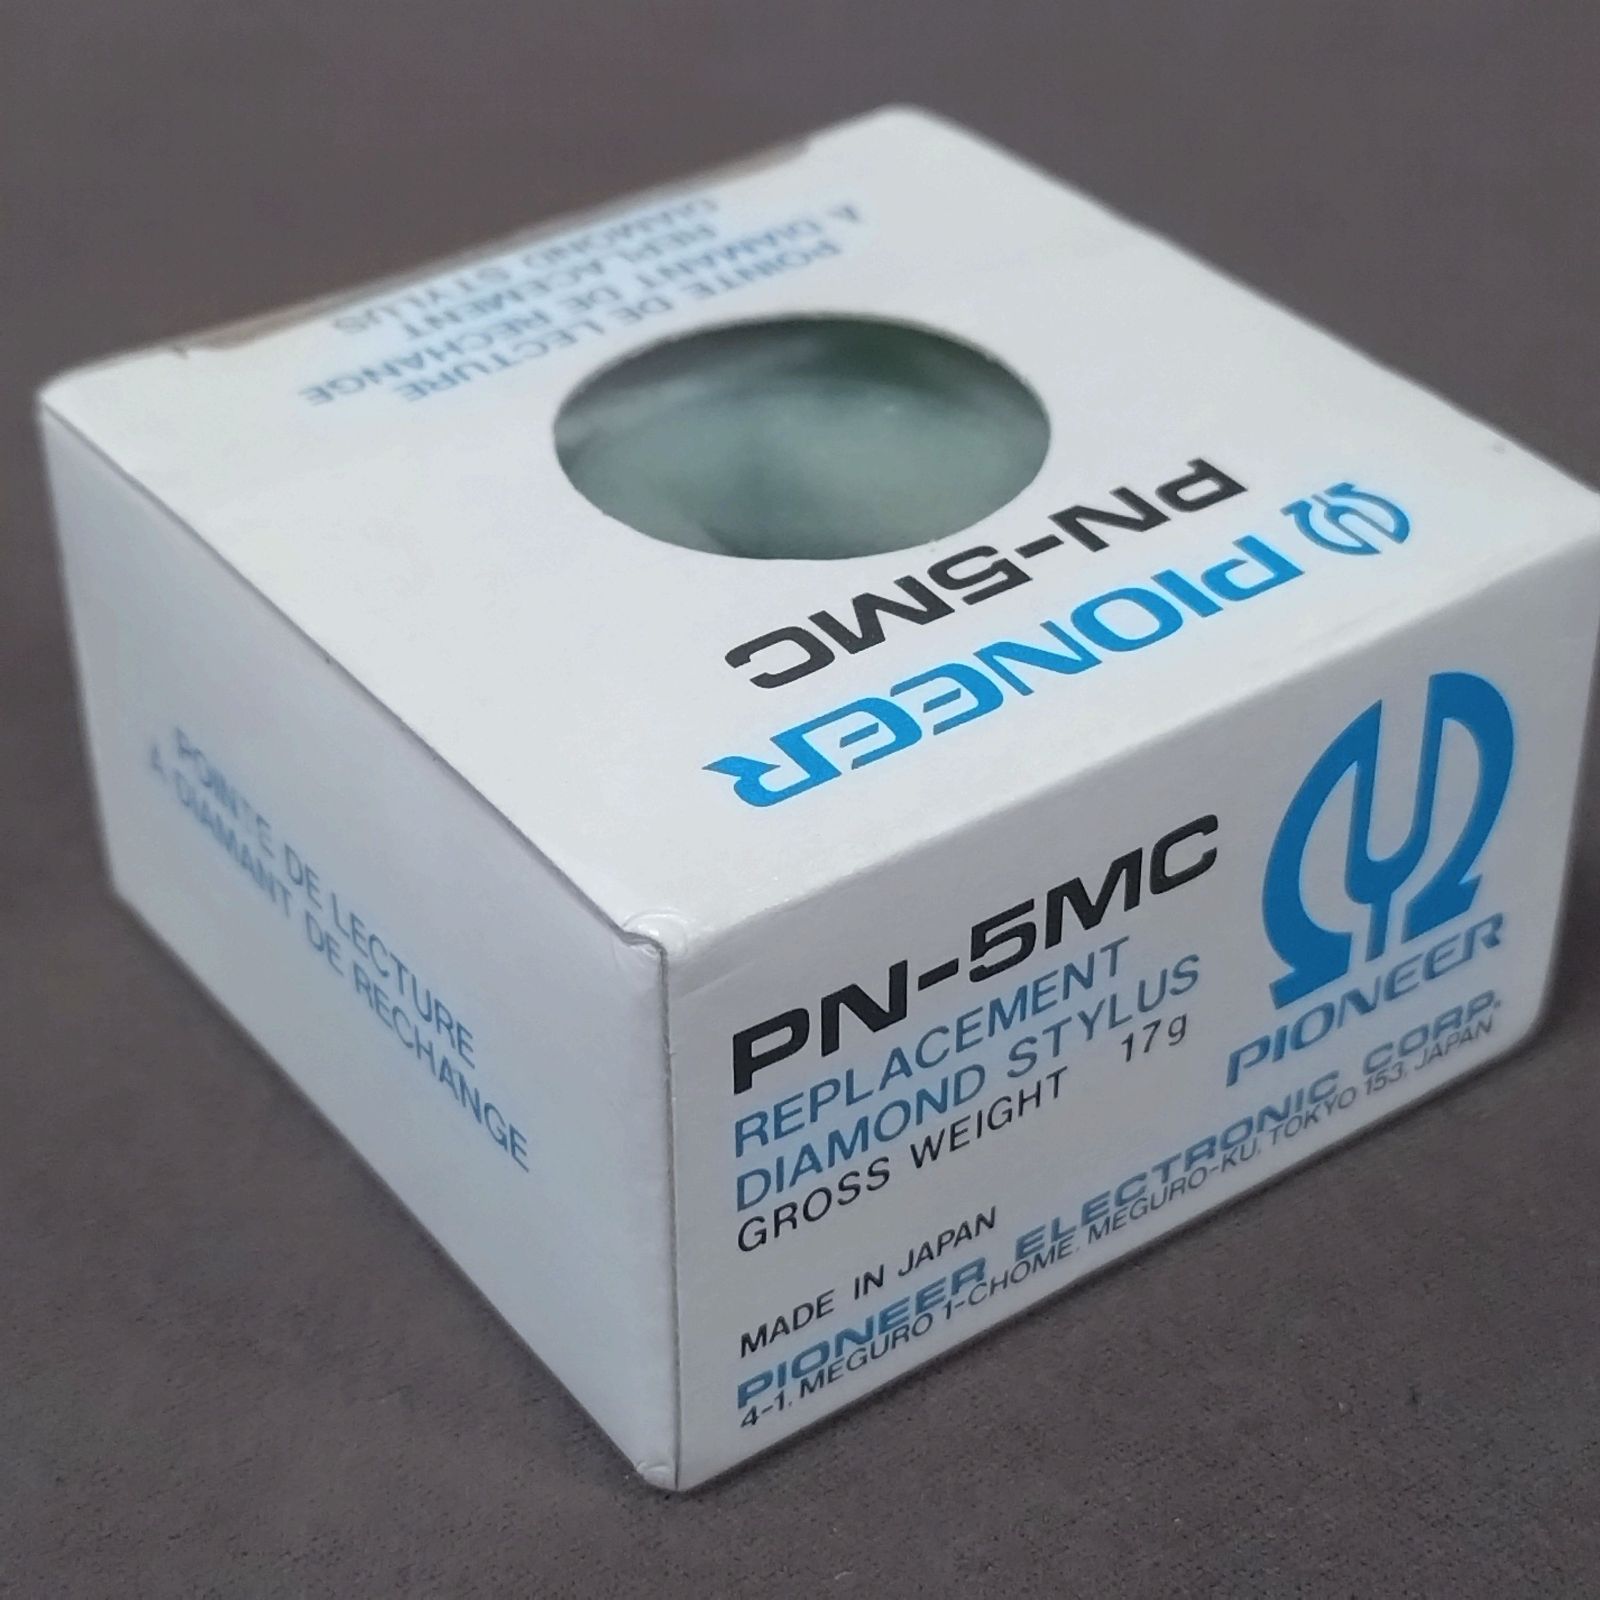 POINTE DE LECTURE
A DIAMANT DE RECHANGE
REPLACEMENT
DIAMOND STYLUS
PN-5MC
PIONEER
POINTE DE LECTURE
A DIAMANT DE RECHANGE
PN-5MC
REPLACEMENT
DIAMOND STYLUS
GROSS WEIGHT 17g
PIONEER
MADE IN JAPAN
PIONEER ELECTRONIC CORP.
4-1, MEGURO 1-CHOME, MEGURO-KU, TOKYO 153, JAPAN